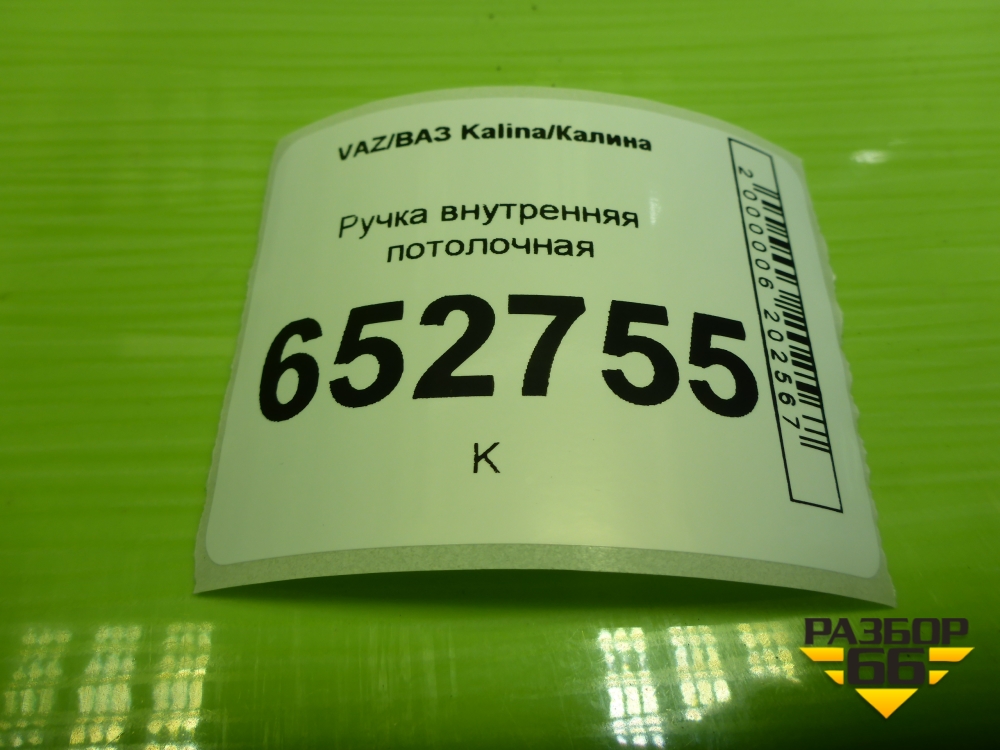 VAZ/ВАЗ Kalina/Калина
Ручка внутренняя
потолочная
652755
К
2000006202567
РАЗБОР
66